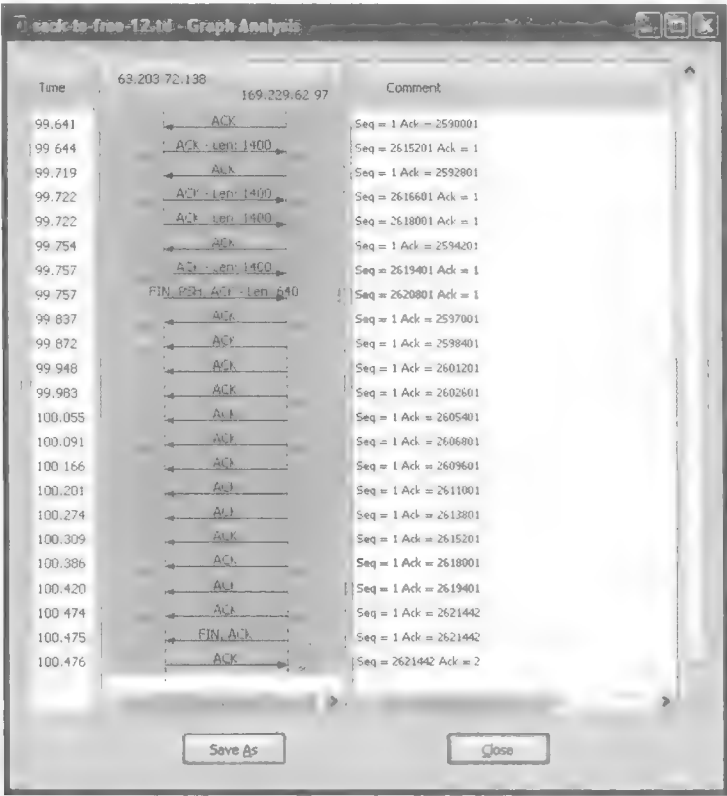 sack-to-free-12.td - Graph Analysis
Time 63.203.72.138 169.229.62.97 Comment
99.641 ACK Seq = 1 Ack = 2590001
99.644 ACK - Len: 1400 Seq = 2615201 Ack = 1
99.719 ACK Seq = 1 Ack = 2592801
99.722 ACK - Len: 1400 Seq = 2616601 Ack = 1
99.722 ACK - Len: 1400 Seq = 2618001 Ack = 1
99.754 ACK Seq = 1 Ack = 2594201
99.757 ACK - Len: 1400 Seq = 2619401 Ack = 1
99.757 FIN, PSH, ACK - Len: 640 Seq = 2620801 Ack = 1
99.837 ACK Seq = 1 Ack = 2597001
99.872 ACK Seq = 1 Ack = 2598401
99.948 ACK Seq = 1 Ack = 2601201
99.983 ACK Seq = 1 Ack = 2602601
100.055 ACK Seq = 1 Ack = 2605401
100.091 ACK Seq = 1 Ack = 2606801
100.166 ACK Seq = 1 Ack = 2609601
100.201 ACK Seq = 1 Ack = 2611001
100.274 ACK Seq = 1 Ack = 2613801
100.309 ACK Seq = 1 Ack = 2615201
100.386 ACK Seq = 1 Ack = 2618001
100.420 ACK Seq = 1 Ack = 2619401
100.474 ACK Seq = 1 Ack = 2621442
100.475 FIN, ACK Seq = 1 Ack = 2621442
100.476 ACK Seq = 2621442 Ack = 2
Save As Close